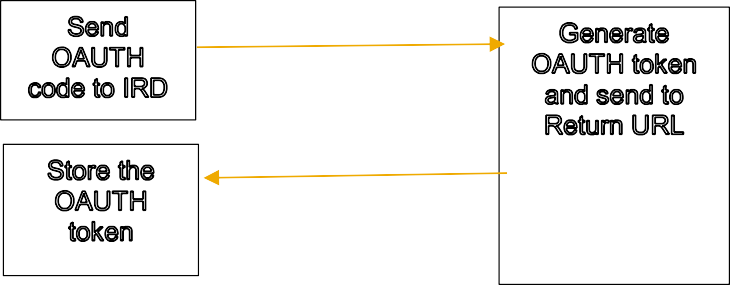 Send
OAUTH
code to IRD
Generate
OAUTH token
and send to
Return URL
Store the
OAUTH
token